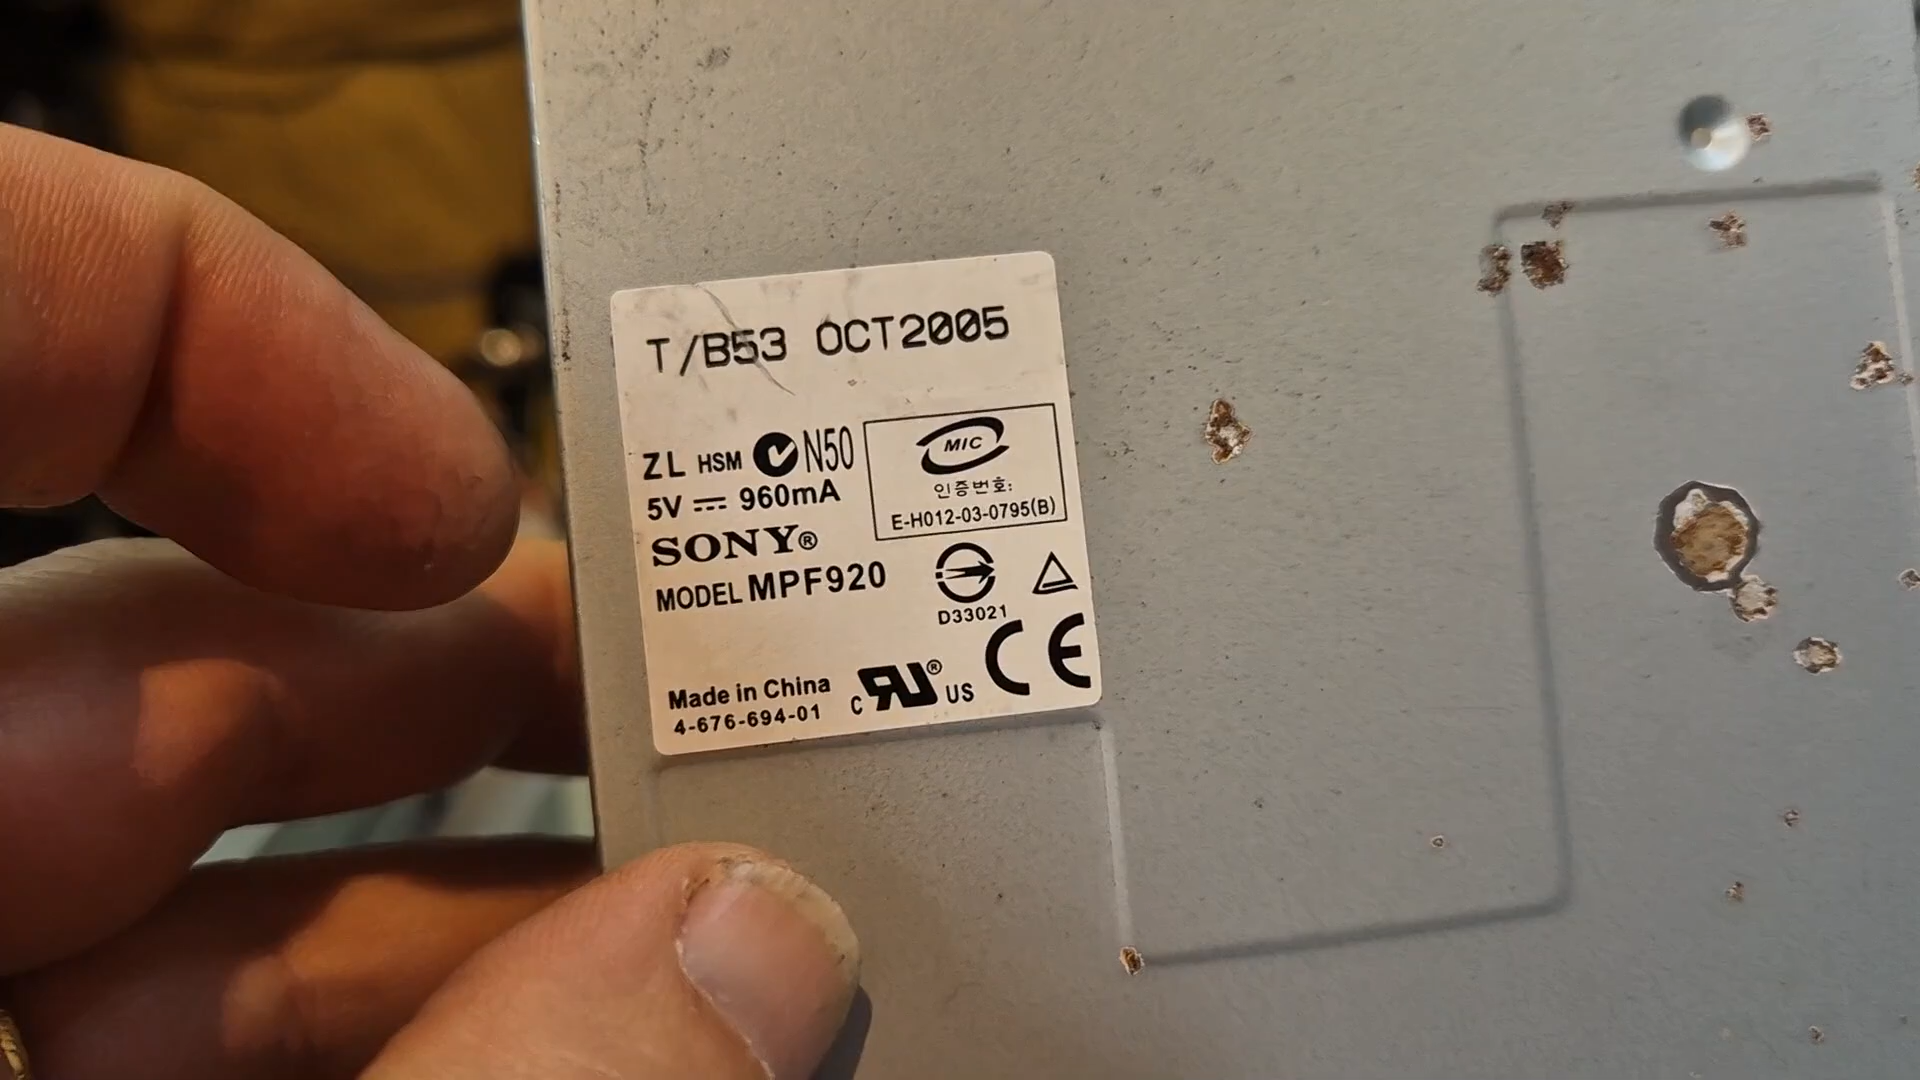 T/B53 OCT2005
ZL HSM N50
5V ⎓ 960mA
SONY®
MODEL MPF920
MIC
인증번호:
E-H012-03-0795(B)
D33021
Made in China
4-676-694-01
C RU® US
CE